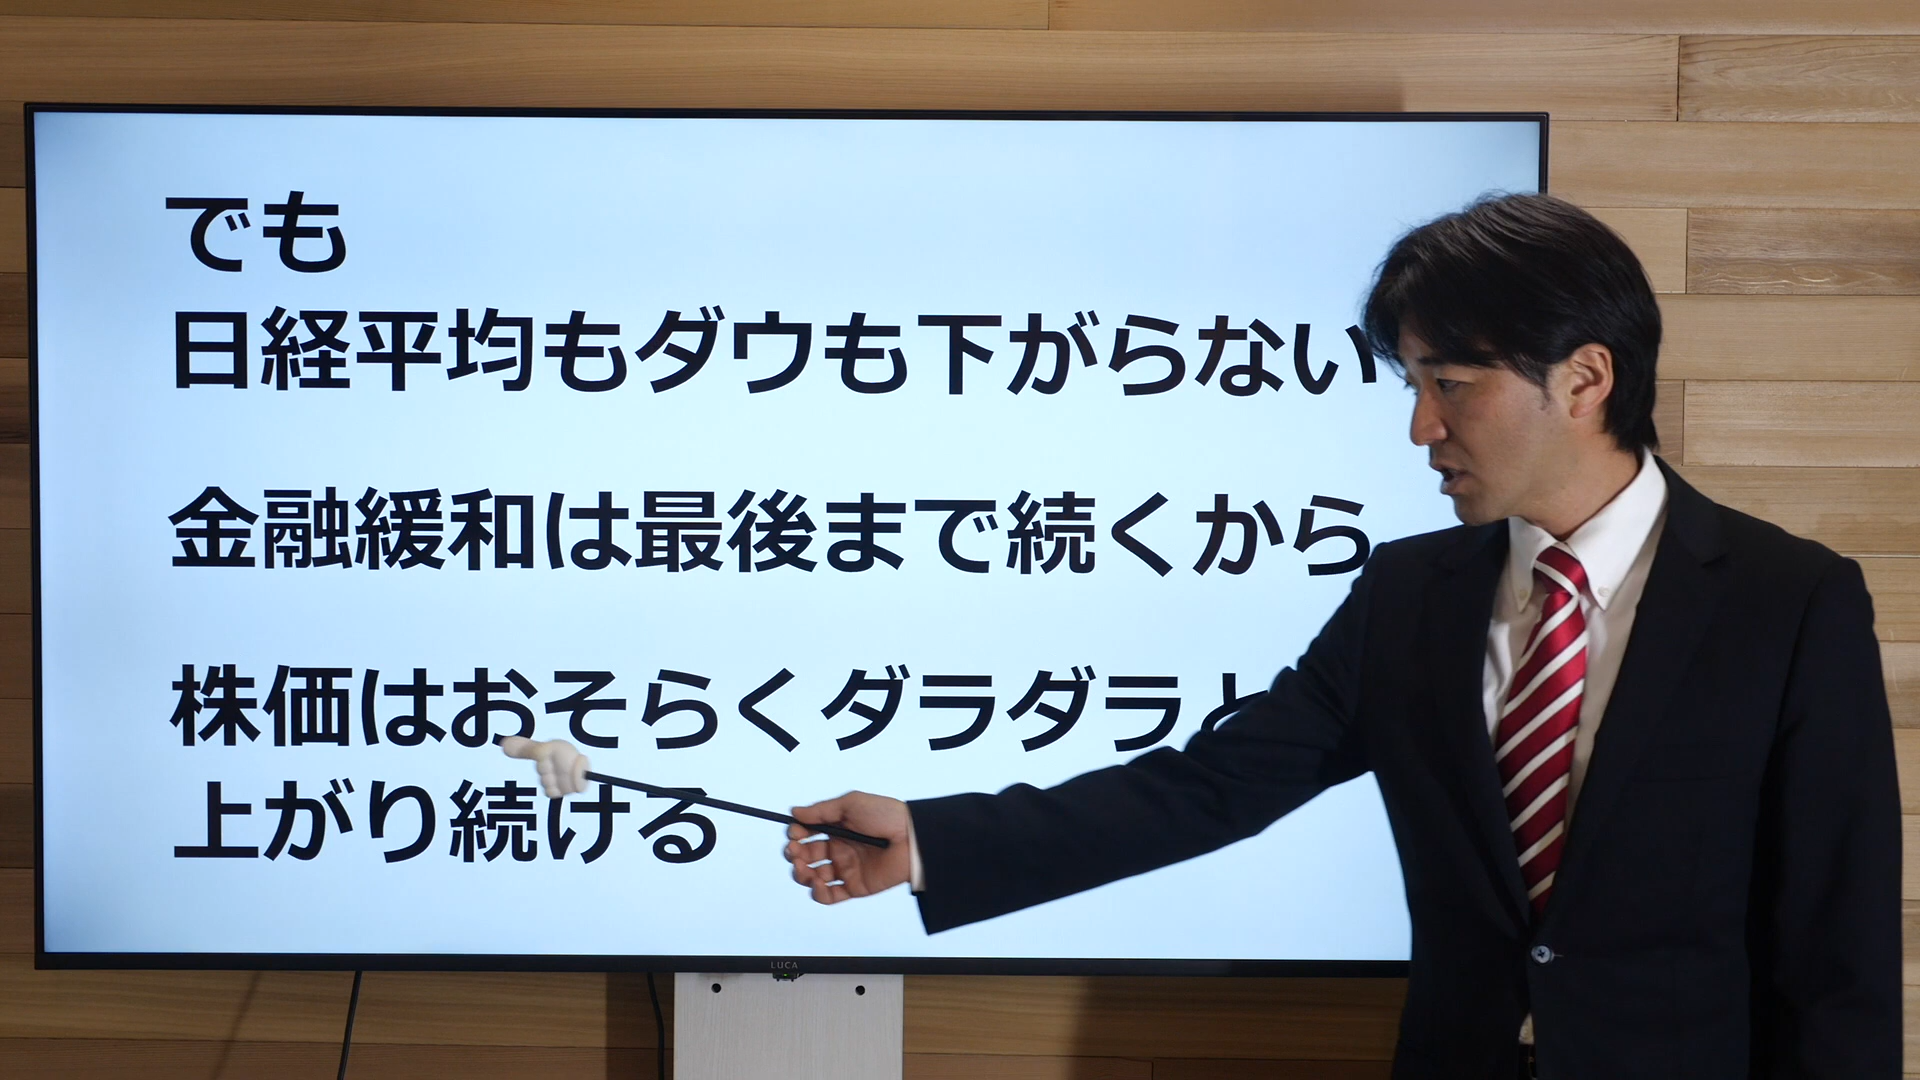 でも
日経平均もダウも下がらない
金融緩和は最後まで続くから
株価はおそらくダラダラと
上がり続ける
LUCA